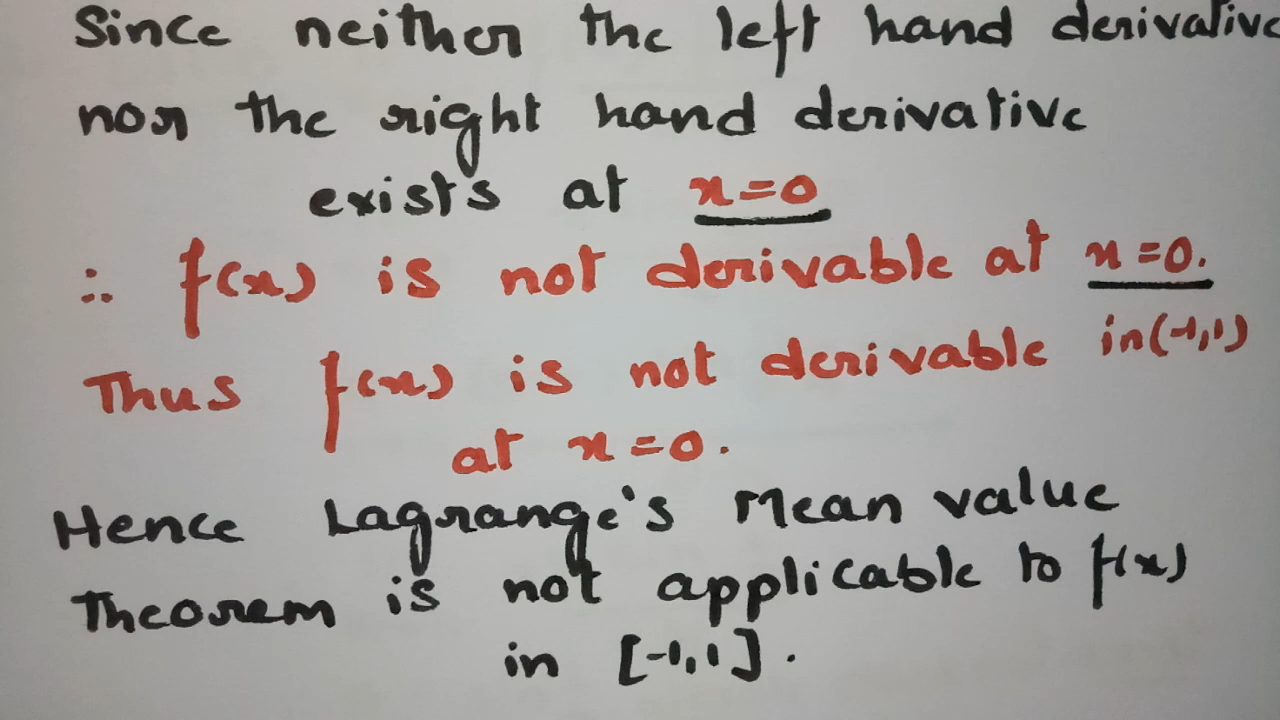 Since neither the left hand derivative
nor the right hand derivative
exists at x=0
∴ f(x) is not derivable at x=0.
Thus f(x) is not derivable in(-1,1)
at x=0.
Hence Lagrange's Mean value
Theorem is not applicable to f(x)
in [-1,1].